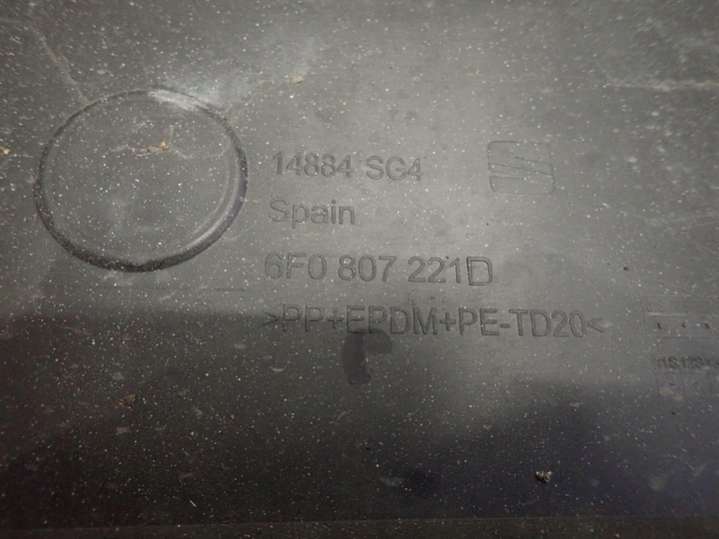 14884 SG4
Spain
6F0 807 221D
>PP+EPDM+PE-TD20<